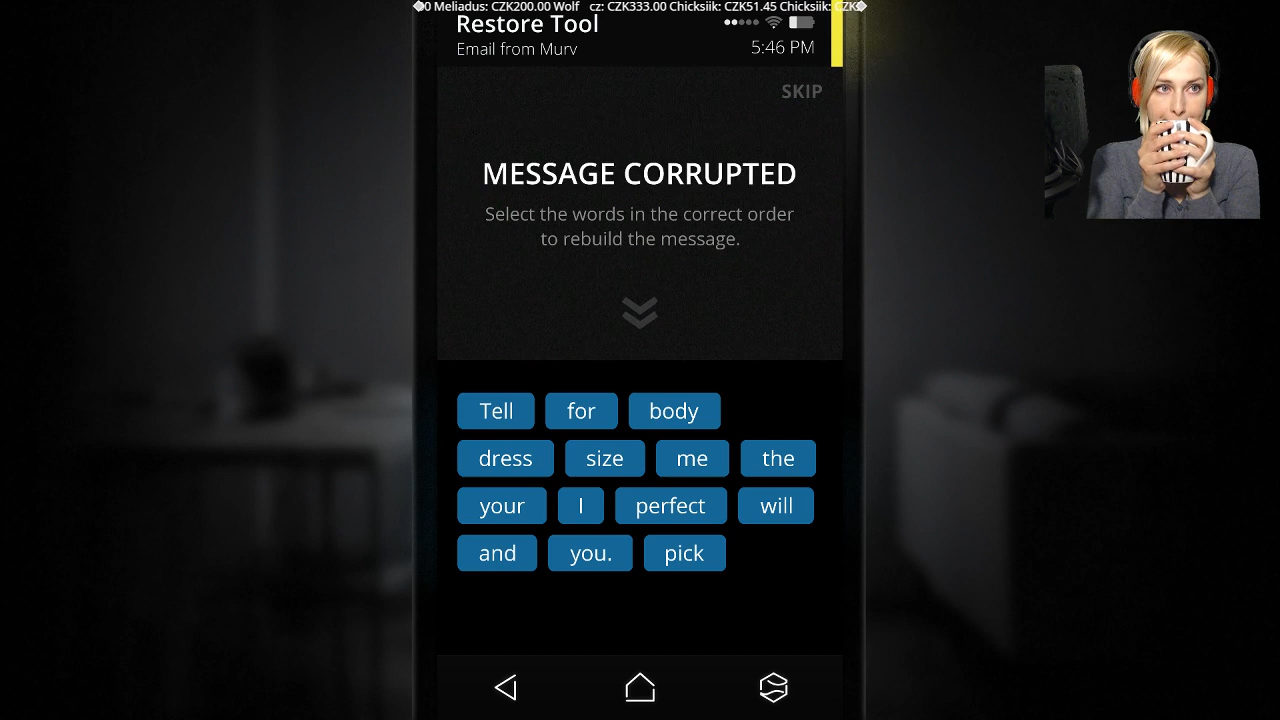 0 Meliadus: CZK200.00 Wolf cz: CZK333.00 Chicksiik: CZK51.45 Chicksiik: CZK
Restore Tool
Email from Murv
5:46 PM
SKIP
MESSAGE CORRUPTED
Select the words in the correct order
to rebuild the message.
Tell for body
dress size me the
your I perfect will
and you. pick